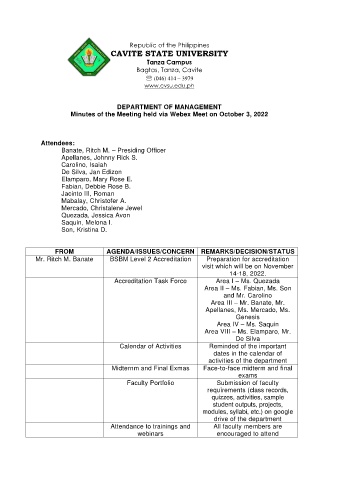 Republic of the Philippines
CAVITE STATE UNIVERSITY
Tanza Campus
Bagtas, Tanza, Cavite
☎ (046) 414 – 3979
www.cvsu.edu.ph
DEPARTMENT OF MANAGEMENT
Minutes of the Meeting held via Webex Meet on October 3, 2022
Attendees:
Banate, Ritch M. – Presiding Officer
Apellanes, Johnny Rick S.
Carolino, Isaiah
De Silva, Jan Edizon
Elamparo, Mary Rose E.
Fabian, Debbie Rose B.
Jacinto III, Roman
Mabalay, Christofer A.
Mercado, Christalene Jewel
Quezada, Jessica Avon
Saquin, Melona I.
Son, Kristina D.
FROM AGENDA/ISSUES/CONCERN REMARKS/DECISION/STATUS
Mr. Ritch M. Banate BSBM Level 2 Accreditation Preparation for accreditation
visit which will be on November
14-18, 2022.
Accreditation Task Force Area I – Ms. Quezada
Area II – Ms. Fabian, Ms. Son
and Mr. Carolino
Area III – Mr. Banate, Mr.
Apellanes, Ms. Mercado, Ms.
Genesis
Area IV – Ms. Saquin
Area VIII – Ms. Elamparo, Mr.
De Silva
Calendar of Activities Reminded of the important
dates in the calendar of
activities of the department
Midternm and Final Exmas Face-to-face midterm and final
exams
Faculty Portfolio Submission of faculty
requirements (class records,
quizzes, activities, sample
student outputs, projects,
modules, syllabi, etc.) on google
drive of the department
Attendance to trainings and All faculty members are
webinars encouraged to attend